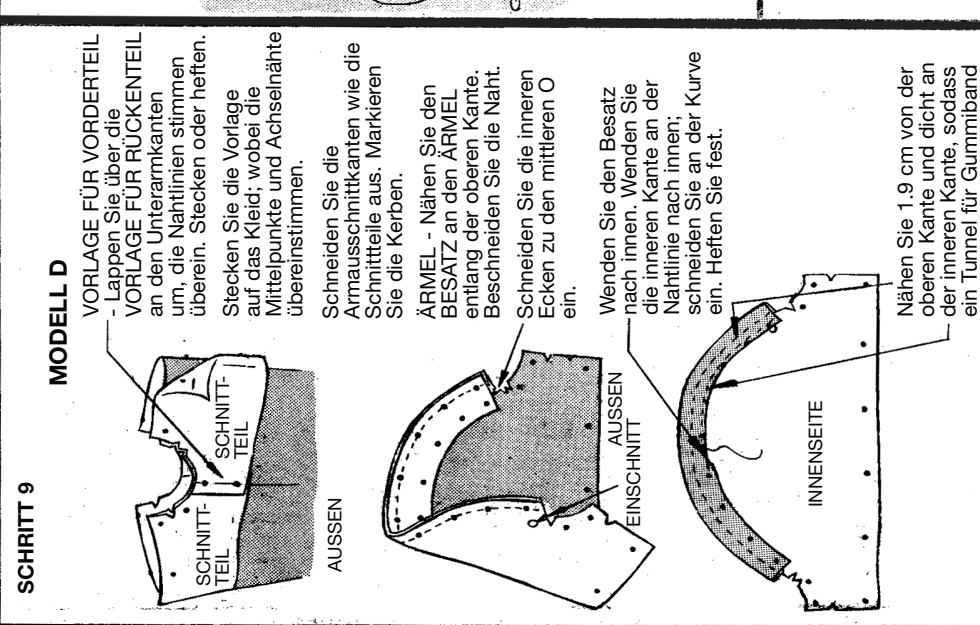 SCHRITT 9
MODELL D
VORLAGE FÜR VORDERTEIL
- Lappen Sie über die
VORLAGE FÜR RÜCKENTEIL
an den Unterarmkanten
um, die Nahtlinien stimmen
überein. Stecken oder heften.
Stecken Sie die Vorlage
auf das Kleid; wobei die
Mittelpunkte und Achselnähte
übereinstimmen.
Schneiden Sie die
Armausschnittkanten wie die
Schnittteile aus. Markieren
Sie die Kerben.
ÄRMEL - Nähen Sie den
BESATZ an den ÄRMEL
entlang der oberen Kante.
Beschneiden Sie die Naht.
Schneiden Sie die inneren
Ecken zu den mittleren O
ein.
Wenden Sie den Besatz
nach innen. Wenden Sie
die inneren Kante an der
Nahtlinie nach innen;
schneiden Sie an der Kurve
ein. Heften Sie fest.
Nähen Sie 1.9 cm von der
oberen Kante und dicht an
der inneren Kante, sodass
ein Tunnel für Gummiband
SCHNITT-
TEIL
SCHNITT-
TEIL
AUSSEN
AUSSEN
EINSCHNITT
INNENSEITE